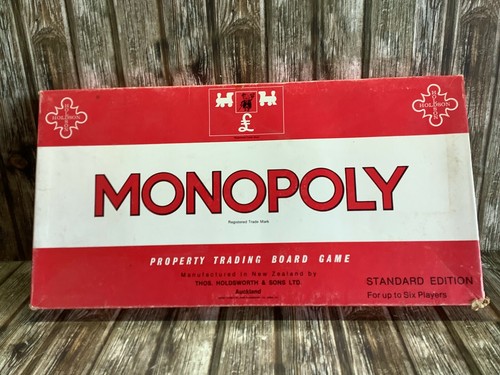 HOLDSON
£
HOLDSON
MONOPOLY
Registered Trade Mark
PROPERTY TRADING BOARD GAME
Manufactured in New Zealand by
THOS. HOLDSWORTH & SONS LTD.
Auckland
STANDARD EDITION
For up to Six Players